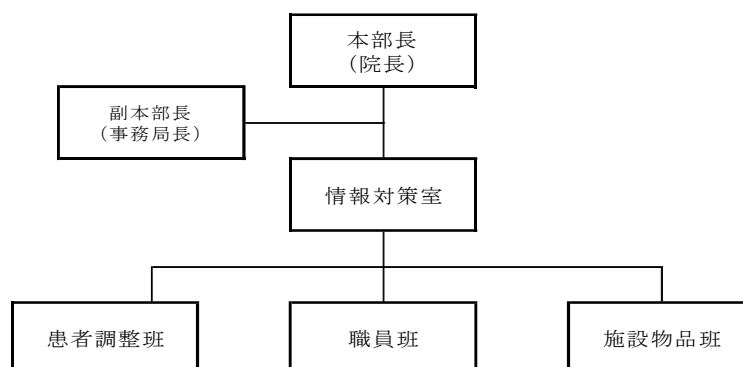 本部長
(院長)
副本部長
(事務局長)
情報対策室
患者調整班
職員班
施設物品班